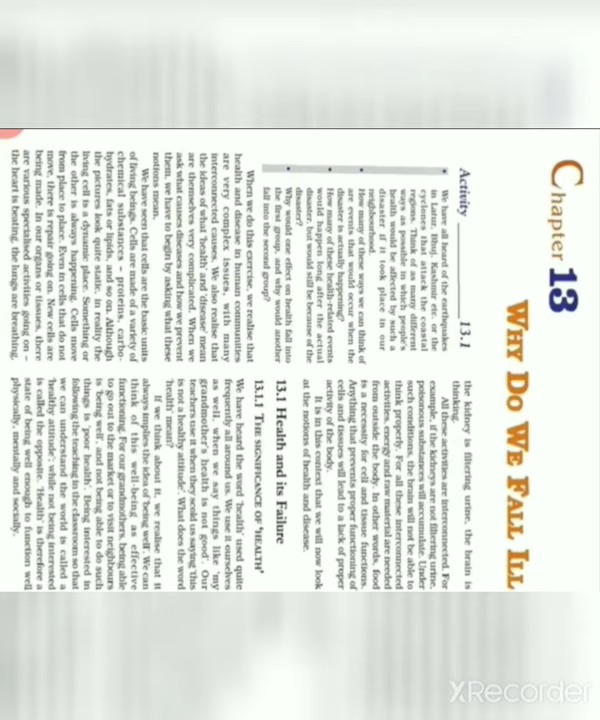 Chapter 13
WHY DO WE FALL ILL
Activity 13.1
• We have all heard of the earthquakes
in Latur, Bhuj, Kashmir etc. or the
cyclones that attack the coastal
regions. Think of as many different
ways as possible in which people's
health would be affected by such a
disaster if it took place in our
neighbourhood.
• How many of these ways we can think of
are events that would occur when the
disaster is actually happening?
• How many of these health-related events
would happen long after the actual
disaster, but would still be because of the
disaster?
• Why would one effect on health fall into
the first group, and why would another
fall into the second group?
When we do this exercise, we realise that
health and disease in human communities
are very complex issues, with many
interconnected causes. We also realise that
the ideas of what 'health' and 'disease' mean
are themselves very complicated. When we
ask what causes diseases and how we prevent
them, we have to begin by asking what these
notions mean.
We have seen that cells are the basic units
of living beings. Cells are made of a variety of
chemical substances – proteins, carbo-
hydrates, fats or lipids, and so on. Although
the pictures look quite static, in reality the
living cell is a dynamic place. Something or
the other is always happening. Cells move
from place to place. Even in cells that do not
move, there is repair going on. New cells are
being made. In our organs or tissues, there
are various specialised activities going on –
the heart is beating, the lungs are breathing,
the kidney is filtering urine, the brain is
thinking.
All these activities are interconnected. For
example, if the kidneys are not filtering urine,
poisonous substances will accumulate. Under
such conditions, the brain will not be able to
think properly. For all these interconnected
activities, energy and raw material are needed
from outside the body. In other words, food
is a necessity for cell and tissue functions.
Anything that prevents proper functioning of
cells and tissues will lead to a lack of proper
activity of the body.
It is in this context that we will now look
at the notions of health and disease.
13.1 Health and its Failure
13.1.1 THE SIGNIFICANCE OF 'HEALTH'
We have heard the word 'health' used quite
frequently all around us. We use it ourselves
as well, when we say things like 'my
grandmother's health is not good'. Our
teachers use it when they scold us saying 'this
is not a healthy attitude'. What does the word
'health' mean?
If we think about it, we realise that it
always implies the idea of 'being well'. We can
think of this well-being as effective
functioning. For our grandmothers, being able
to go out to the market or to visit neighbours
is 'being well', and not being able to do such
things is 'poor health'. Being interested in
following the teaching in the classroom so that
we can understand the world is called a
'healthy attitude'; while not being interested
is called the opposite. 'Health' is therefore a
state of being well enough to function well
physically, mentally and socially.
XRecorder